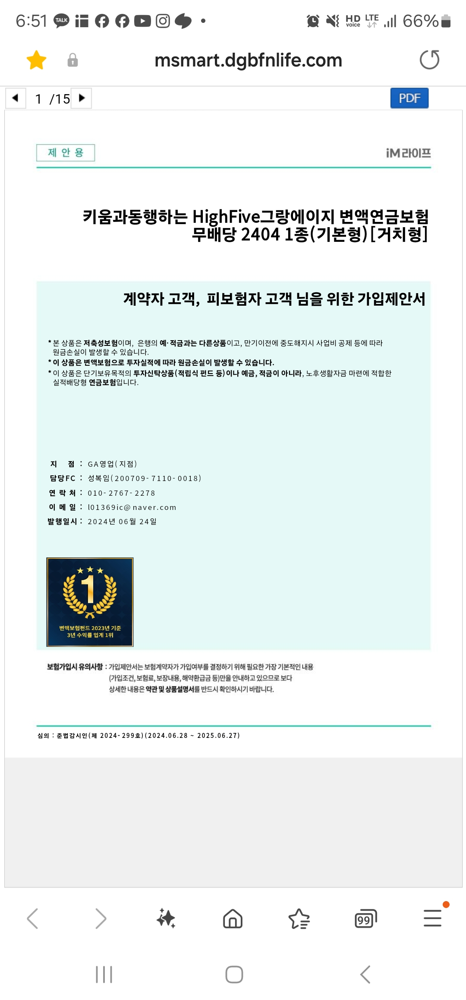 6:51 TALK HD voice LTE 66%
msmart.dgbfnlife.com
1 /15 PDF
제 안 용 iM라이프
키움과동행하는 HighFive그랑에이지 변액연금보험
무배당 2404 1종(기본형)[거치형]
계약자 고객, 피보험자 고객 님을 위한 가입제안서
* 본 상품은 저축성보험이며, 은행의 예·적금과는 다른상품이고, 만기이전에 중도해지시 사업비 공제 등에 따라
원금손실이 발생할 수 있습니다.
* 이 상품은 변액보험으로 투자실적에 따라 원금손실이 발생할 수 있습니다.
* 이 상품은 단기보유목적의 투자신탁상품(적립식 펀드 등)이나 예금, 적금이 아니라, 노후생활자금 마련에 적합한
실적배당형 연금보험입니다.
지 점 : GA영업(지점)
담당FC : 성복임(200709-7110-0018)
연 락 처 : 010-2767-2278
이 메 일 : l01369ic@naver.com
발행일시 : 2024년 06월 24일
1
변액보험펀드 2023년 기준
3년 수익률 업계 1위
보험가입시 유의사항 : 가입제안서는 보험계약자가 가입여부를 결정하기 위해 필요한 가장 기본적인 내용
(가입조건, 보험료, 보장내용, 해약환급금 등)만을 안내하고 있으므로 보다
상세한 내용은 약관 및 상품설명서를 반드시 확인하시기 바랍니다.
심의 : 준법감시인(제 2024-299호)(2024.06.28 ~ 2025.06.27)
99